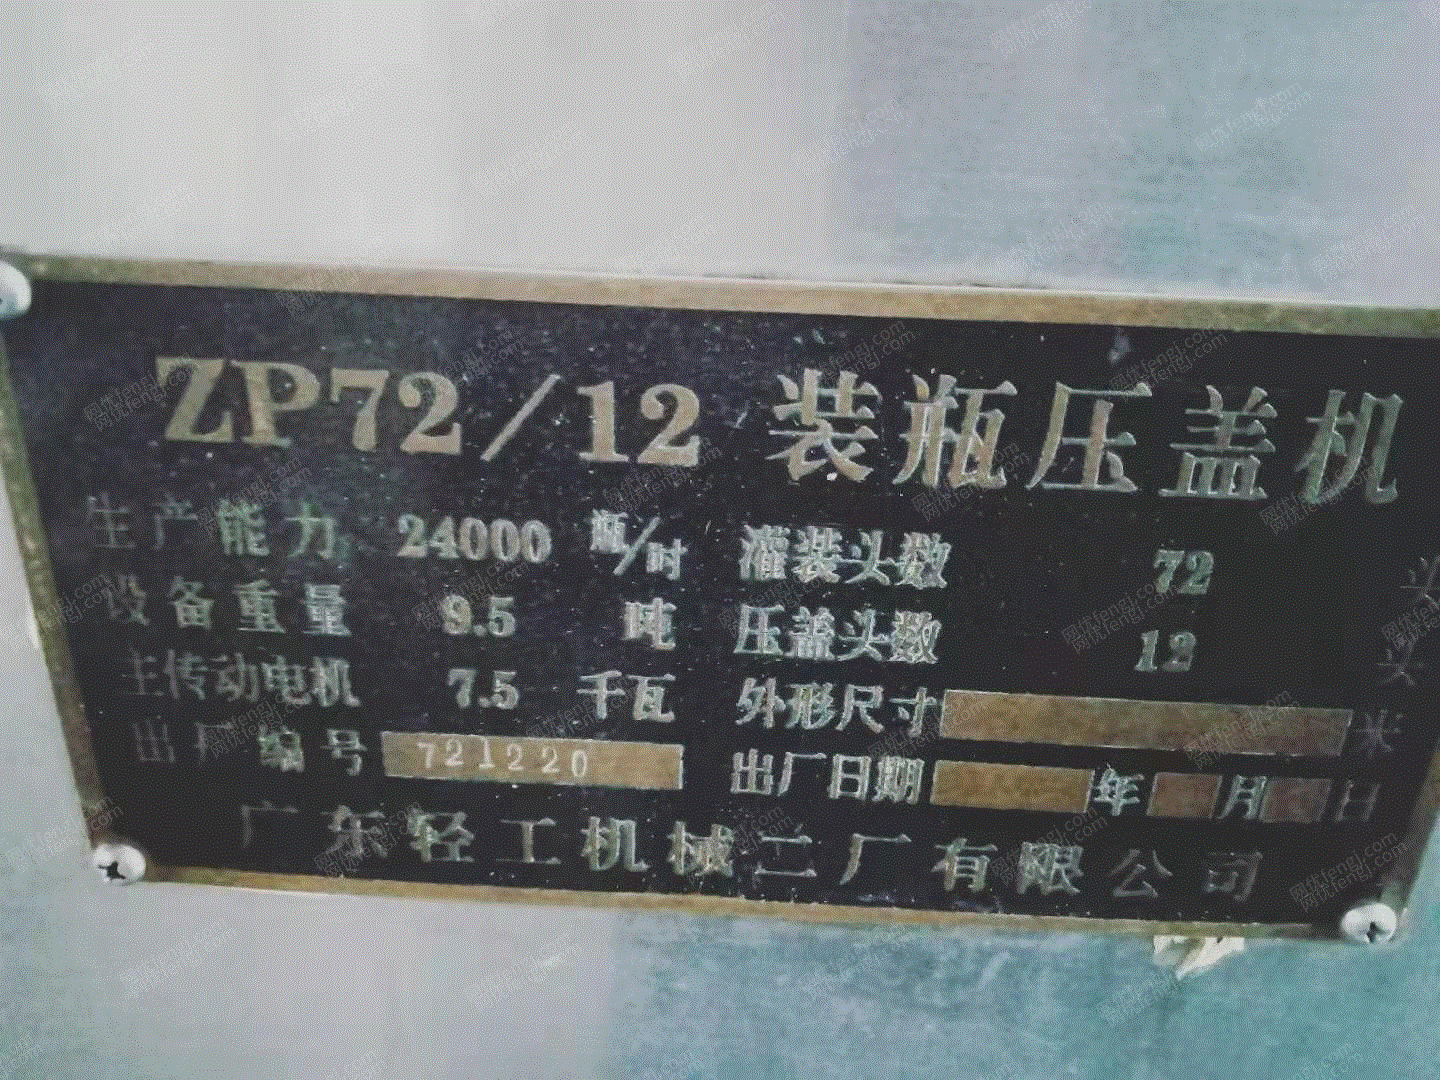 ZP72/12 装瓶压盖机
生产能力 24000 瓶/时 灌装头数 72 头
设备重量 9.5 吨 压盖头数 12 头
主传动电机 7.5 千瓦 外形尺寸 米
出厂编号 721220 出厂日期 年 月 日
广东轻工机械二厂有限公司